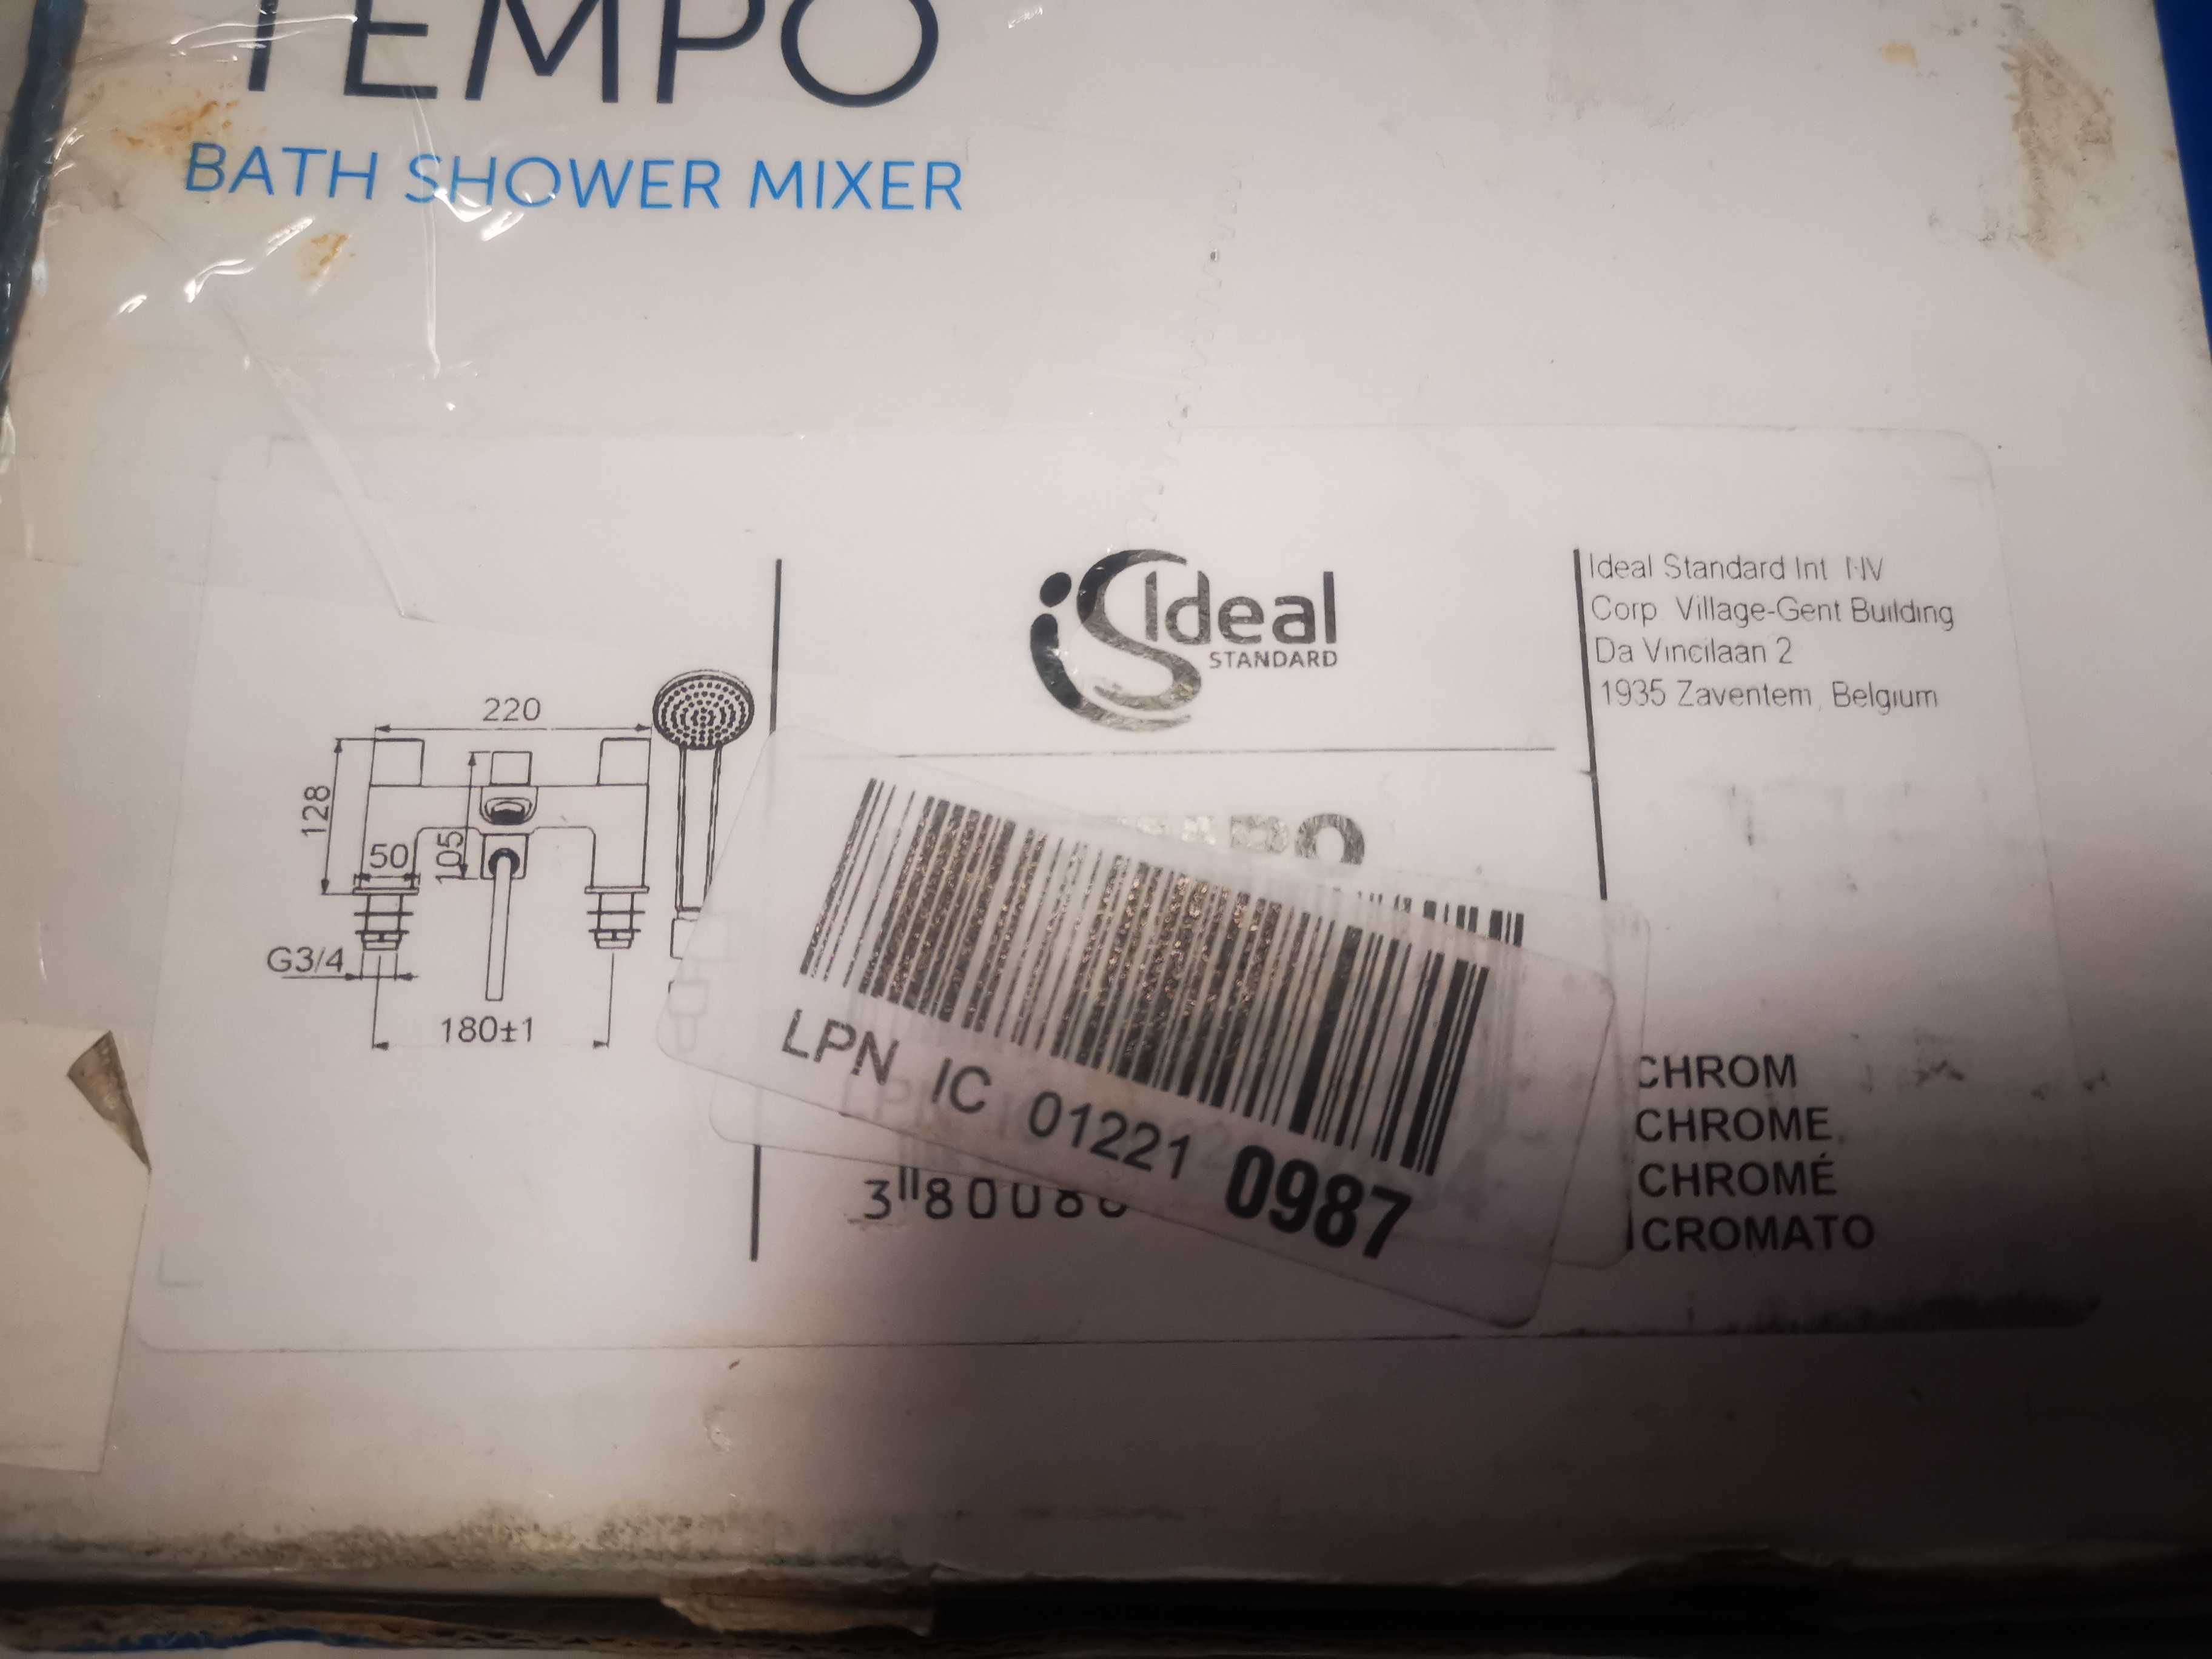 TEMPO
BATH SHOWER MIXER
Ideal
STANDARD
Ideal Standard Int NV
Corp Village-Gent Building
Da Vincilaan 2
1935 Zaventem, Belgium
220
128
50
105
G3/4
180±1
LPN IC 01221 0987
CHROM
CHROME
CHROMÉ
CROMATO